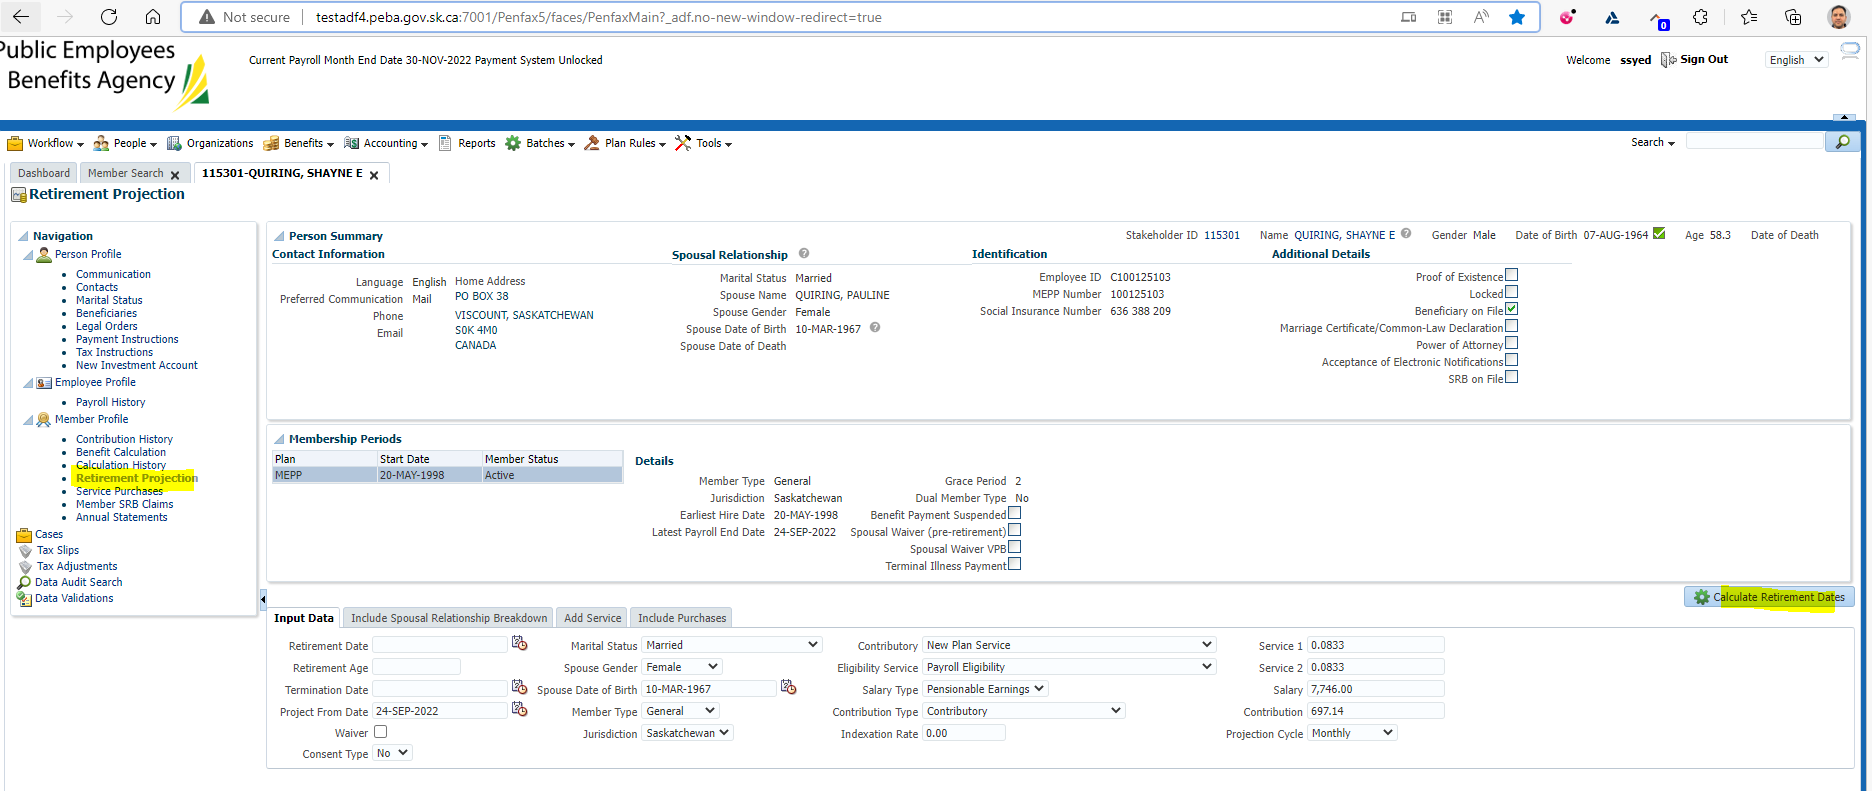 Not secure | testadf4.peba.gov.sk.ca:7001/Penfax5/faces/PenfaxMain?_adf.no-new-window-redirect=true
0
Public Employees
Benefits Agency
Current Payroll Month End Date 30-NOV-2022 Payment System Unlocked
Welcome ssyed Sign Out English
Workflow People Organizations Benefits Accounting Reports Batches Plan Rules Tools Search
Dashboard Member Search 115301-QUIRING, SHAYNE E
Retirement Projection
Navigation
Person Profile
Communication
Contacts
Marital Status
Beneficiaries
Legal Orders
Payment Instructions
Tax Instructions
New Investment Account
Employee Profile
Payroll History
Member Profile
Contribution History
Benefit Calculation
Calculation History
Retirement Projection
Service Purchases
Member SRB Claims
Annual Statements
Cases
Tax Slips
Tax Adjustments
Data Audit Search
Data Validations
Person Summary
Stakeholder ID 115301 Name QUIRING, SHAYNE E Gender Male Date of Birth 07-AUG-1964 Age 58.3 Date of Death
Contact Information
Language English
Preferred Communication Mail
Phone
Email
Home Address
PO BOX 38
VISCOUNT, SASKATCHEWAN
S0K 4M0
CANADA
Spousal Relationship
Marital Status Married
Spouse Name QUIRING, PAULINE
Spouse Gender Female
Spouse Date of Birth 10-MAR-1967
Spouse Date of Death
Identification
Employee ID C100125103
MEPP Number 100125103
Social Insurance Number 636 388 209
Additional Details
Proof of Existence
Locked
Beneficiary on File
Marriage Certificate/Common-Law Declaration
Power of Attorney
Acceptance of Electronic Notifications
SRB on File
Membership Periods
Plan Start Date Member Status
MEPP 20-MAY-1998 Active
Details
Member Type General
Jurisdiction Saskatchewan
Earliest Hire Date 20-MAY-1998
Latest Payroll End Date 24-SEP-2022
Grace Period 2
Dual Member Type No
Benefit Payment Suspended
Spousal Waiver (pre-retirement)
Spousal Waiver VPB
Terminal Illness Payment
Calculate Retirement Dates
Input Data Include Spousal Relationship Breakdown Add Service Include Purchases
Retirement Date
Retirement Age
Termination Date
Project From Date 24-SEP-2022
Waiver
Consent Type No
Marital Status Married
Spouse Gender Female
Spouse Date of Birth 10-MAR-1967
Member Type General
Jurisdiction Saskatchewan
Contributory New Plan Service
Eligibility Service Payroll Eligibility
Salary Type Pensionable Earnings
Contribution Type Contributory
Indexation Rate 0.00
Service 1 0.0833
Service 2 0.0833
Salary 7,746.00
Contribution 697.14
Projection Cycle Monthly